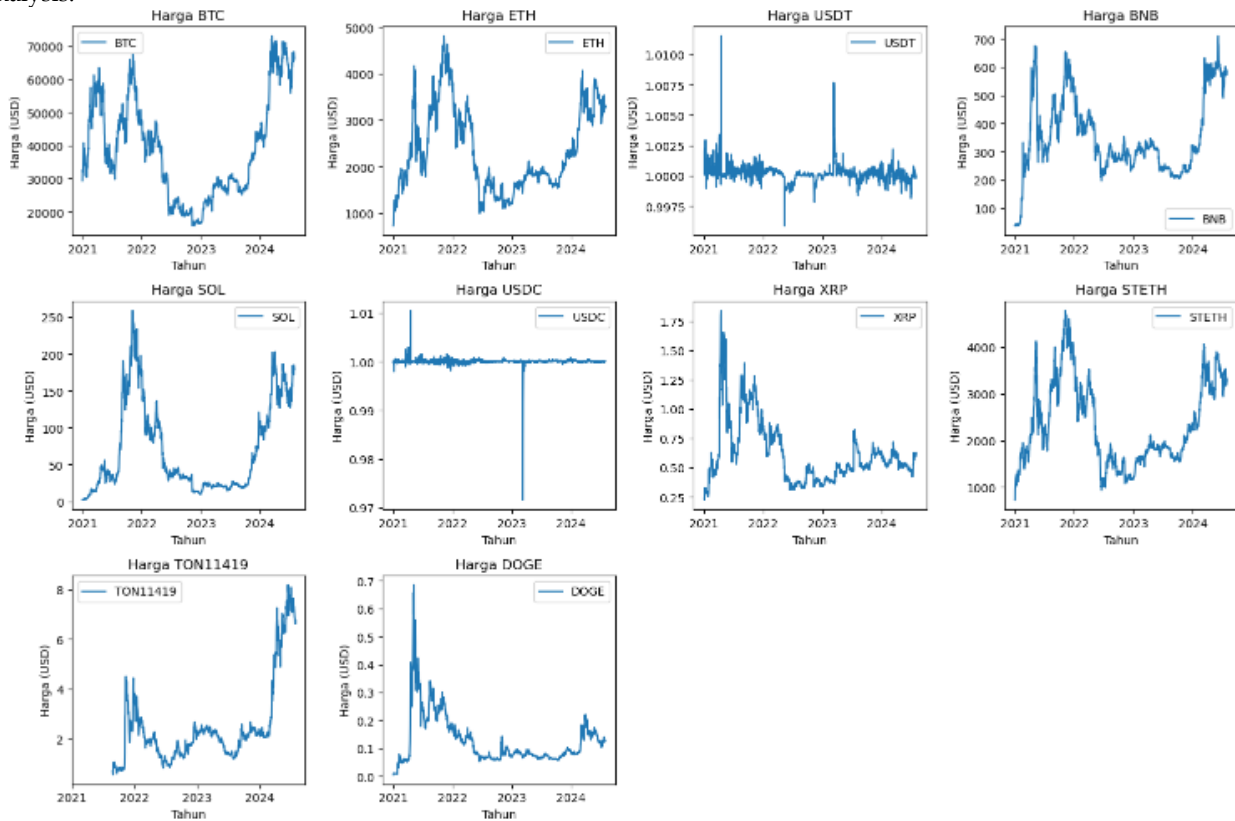 Harga BTC
BTC
70000
60000
50000
40000
30000
20000
Harga (USD)
2021 2022 2023 2024
Tahun
Harga ETH
ETH
5000
4000
3000
2000
1000
Harga (USD)
2021 2022 2023 2024
Tahun
Harga USDT
USDT
1.0100
1.0075
1.0050
1.0025
1.0000
0.9975
Harga (USD)
2021 2022 2023 2024
Tahun
Harga BNB
BNB
700
600
500
400
300
200
100
Harga (USD)
2021 2022 2023 2024
Tahun
Harga SOL
SOL
250
200
150
100
50
0
Harga (USD)
2021 2022 2023 2024
Tahun
Harga USDC
USDC
1.01
1.00
0.99
0.98
0.97
Harga (USD)
2021 2022 2023 2024
Tahun
Harga XRP
XRP
1.75
1.50
1.25
1.00
0.75
0.50
0.25
Harga (USD)
2021 2022 2023 2024
Tahun
Harga STETH
STETH
4000
3000
2000
1000
Harga (USD)
2021 2022 2023 2024
Tahun
Harga TON11419
TON11419
8
6
4
2
Harga (USD)
2021 2022 2023 2024
Tahun
Harga DOGE
DOGE
0.7
0.6
0.5
0.4
0.3
0.2
0.1
0.0
Harga (USD)
2021 2022 2023 2024
Tahun